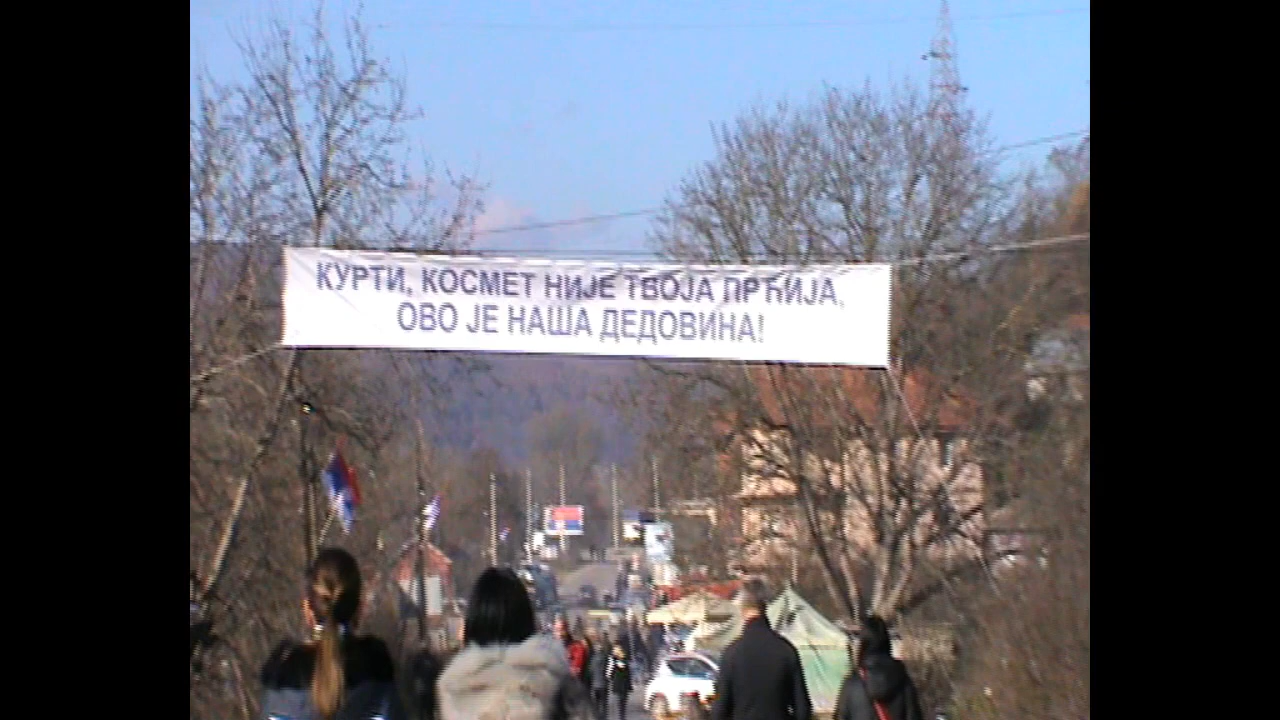 КУРТИ, КОСМЕТ НИЈЕ ТВОЈА ПРЋИЈА,
ОВО ЈЕ НАША ДЕДОВИНА!